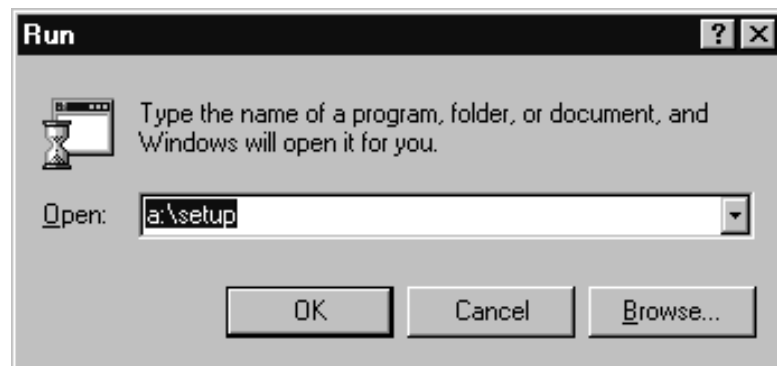 Run
Type the name of a program, folder, or document, and
Windows will open it for you.
Open: a:\setup
OK Cancel Browse...